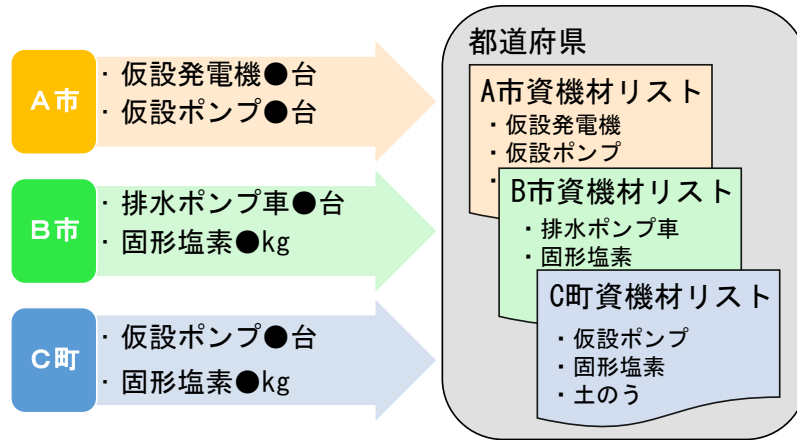 A市
・仮設発電機●台
・仮設ポンプ●台
B市
・排水ポンプ車●台
・固形塩素●kg
C町
・仮設ポンプ●台
・固形塩素●kg
都道府県
A市資機材リスト
・仮設発電機
・仮設ポンプ
・
B市資機材リスト
・排水ポンプ車
・固形塩素
C町資機材リスト
・仮設ポンプ
・固形塩素
・土のう